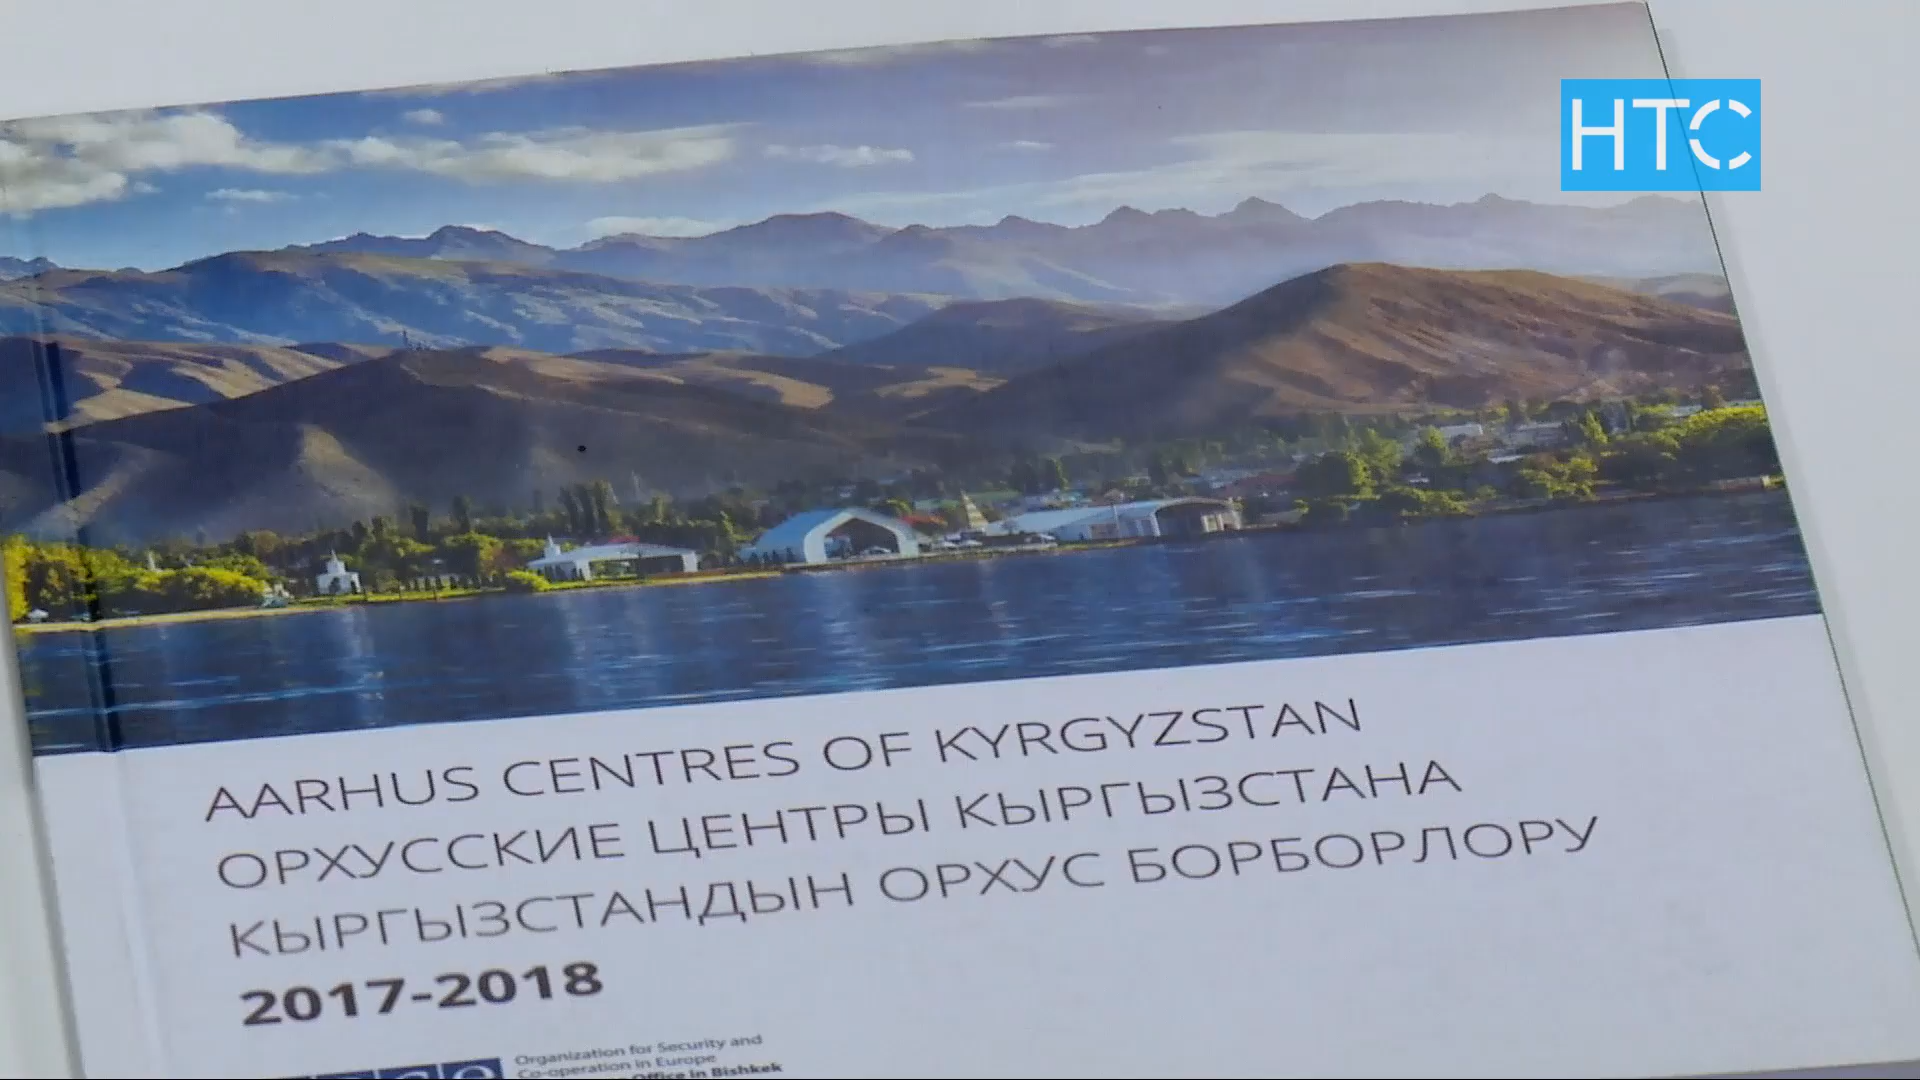 НТС
AARHUS CENTRES OF KYRGYZSTAN
ОРХУССКИЕ ЦЕНТРЫ КЫРГЫЗСТАНА
КЫРГЫЗСТАНДЫН ОРХУС БОРБОРЛОРУ
2017-2018
Organization for Security and
Co-operation in Europe
Office in Bishkek